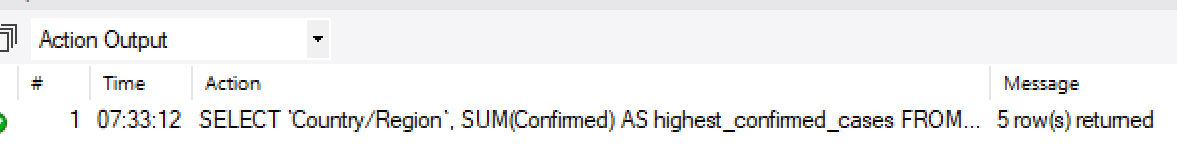 Action Output
# Time Action Message
1 07:33:12 SELECT `Country/Region`, SUM(Confirmed) AS highest_confirmed_cases FROM... 5 row(s) returned